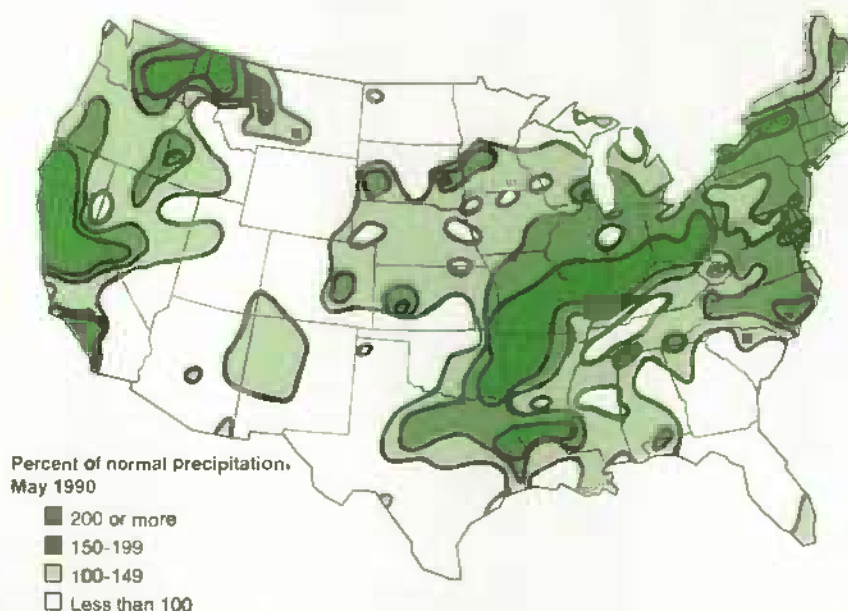 Percent of normal precipitation,
May 1990
200 or more
150-199
100-149
Less than 100